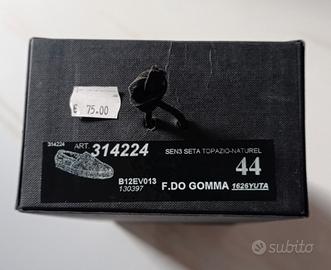 € 75.00
314224
ART. 314224
SEN3 SETA TOPAZIO-NATUREL
44
B12EV013
130397
F.DO GOMMA 1626YUTA
subito